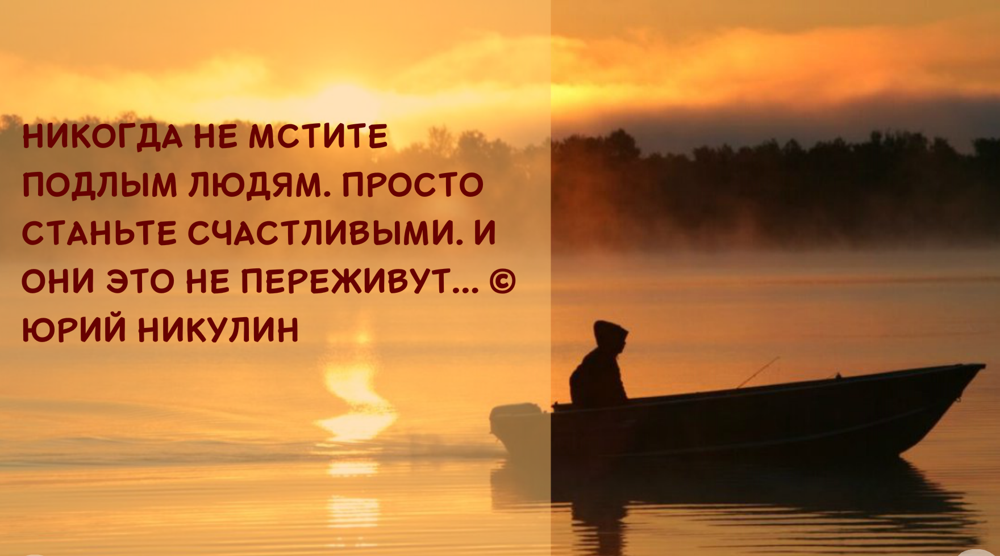 НИКОГДА НЕ МСТИТЕ
ПОДЛЫМ ЛЮДЯМ. ПРОСТО
СТАНЬТЕ СЧАСТЛИВЫМИ. И
ОНИ ЭТО НЕ ПЕРЕЖИВУТ... ©
ЮРИЙ НИКУЛИН